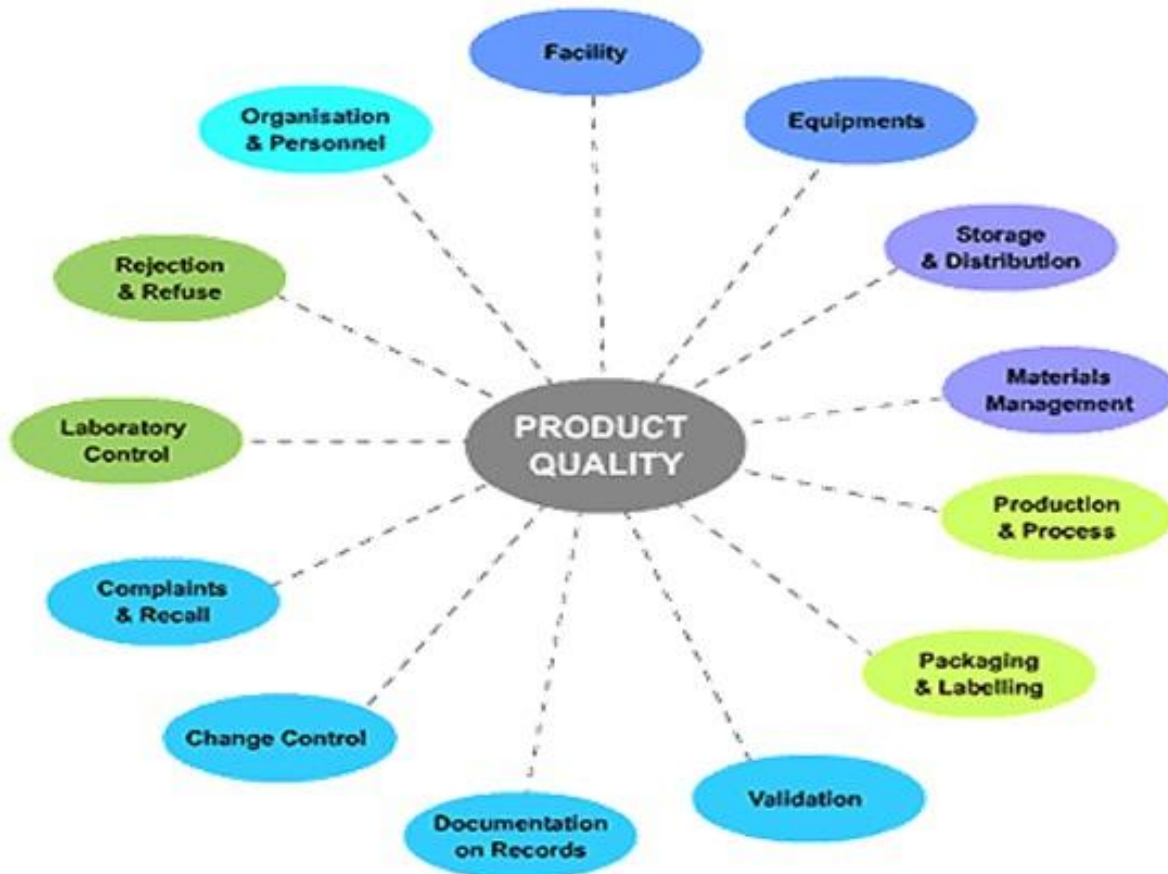 Facility
Equipments
Storage
& Distribution
Materials
Management
Production
& Process
Packaging
& Labelling
Validation
Documentation
on Records
Change Control
Complaints
& Recall
Laboratory
Control
Rejection
& Refuse
Organisation
& Personnel
PRODUCT
QUALITY